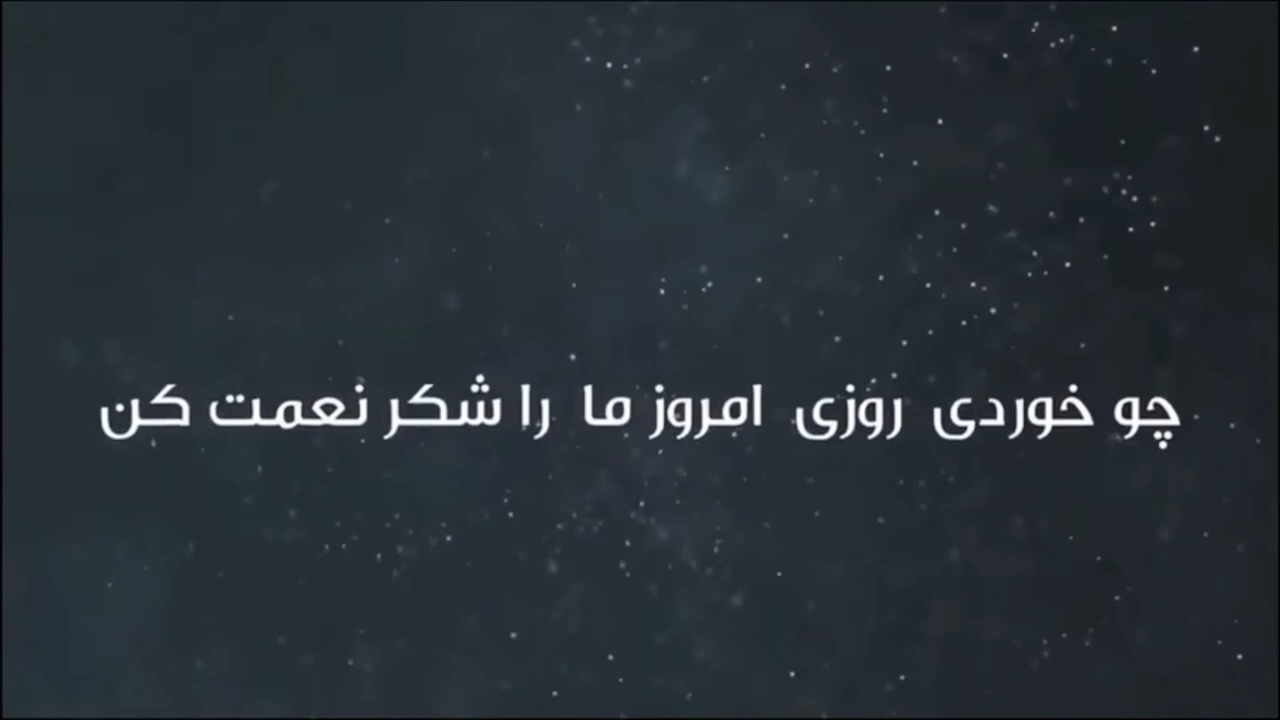 چو خوردی روزی امروز ما را شکر نعمت کن